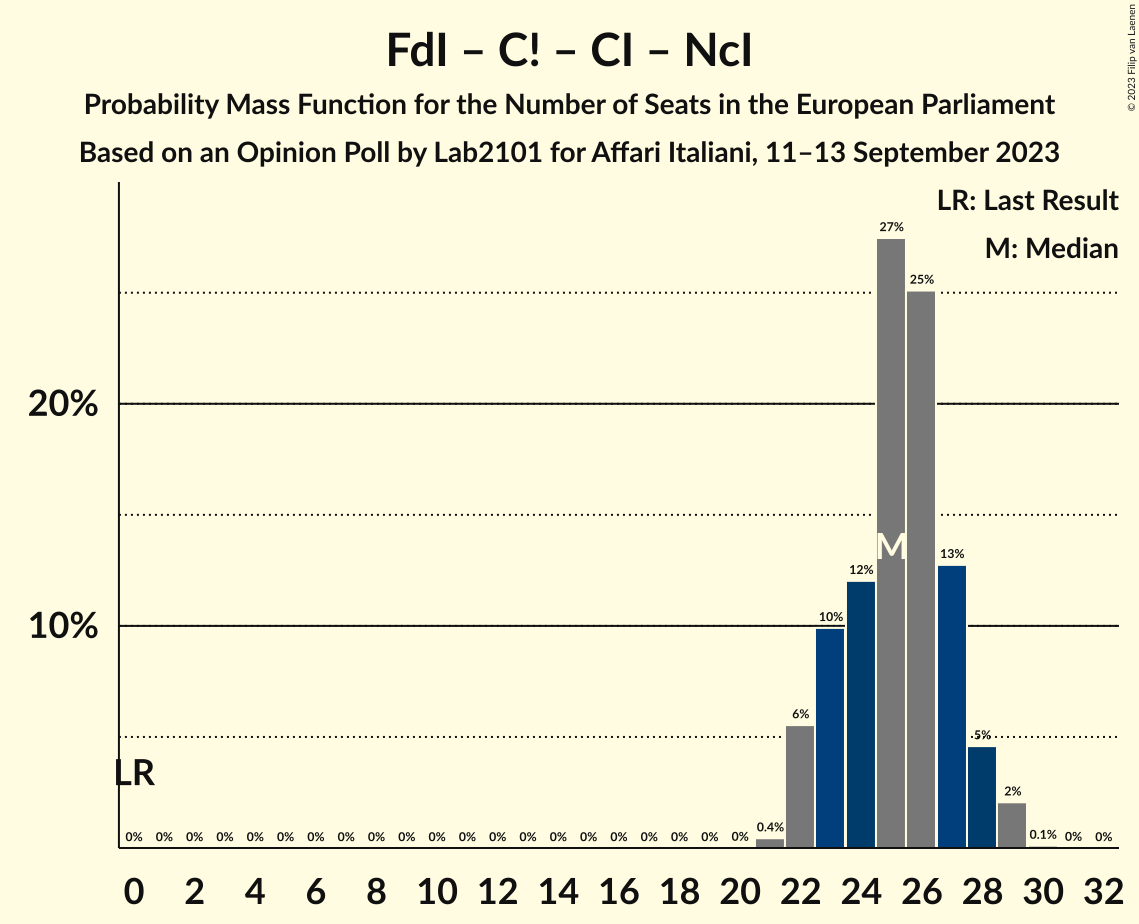 FdI – C! – CI – NcI
Probability Mass Function for the Number of Seats in the European Parliament
Based on an Opinion Poll by Lab2101 for Affari Italiani, 11–13 September 2023
© 2023 Filip van Laenen
LR: Last Result
M: Median
27%
25%
20%
M
13%
12%
10%
10%
6%
5%
LR
2%
0% 0% 0% 0% 0% 0% 0% 0% 0% 0% 0% 0% 0% 0% 0% 0% 0% 0% 0% 0% 0% 0.4% 0.1% 0% 0%
0 2 4 6 8 10 12 14 16 18 20 22 24 26 28 30 32